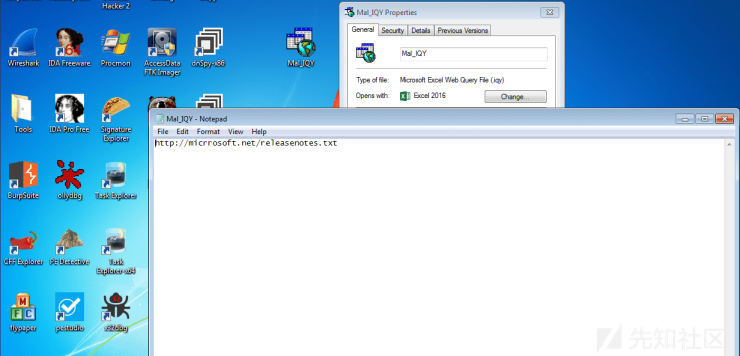 Hacker 2
Wireshark
IDA Freeware
Procmon
AccessData
FTK Imager
dnSpy-x86
Mal_IQY
Tools
IDA Pro Free
Signature
Explorer
BurpSuite
ollydbg
Task Explorer
CFF Explorer
PE Detective
Task
Explorer-x64
flypaper
pestudio
x32dbg
Mal_IQY Properties
General
Security
Details
Previous Versions
Mal_IQY
Type of file:
Microsoft Excel Web Query File (.iqy)
Opens with:
Excel 2016
Change...
Mal_IQY - Notepad
File Edit Format View Help
http://micrrosoft.net/releasenotes.txt
先知社区